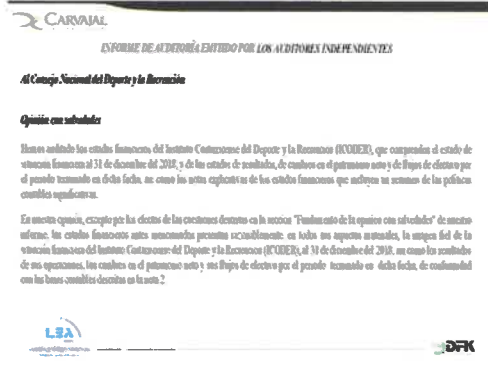 CARVAJAL
INFORME DE AUDITORÍA EMITIDO POR LOS AUDITORES INDEPENDIENTES
Al Consejo Nacional del Deporte y la Recreación
Opinión con salvedades
Hemos auditado los estados financieros del Instituto Costarricense del Deporte y la Recreación (ICODER), que comprenden el estado de
situación financiera al 31 de diciembre del 2018, y de los estados de resultados, de cambios en el patrimonio neto y de flujos de efectivo por
el periodo terminado en dicha fecha, así como las notas explicativas de los estados financieros que incluyen un resumen de las políticas
contables significativas.
En nuestra opinión, excepto por los efectos de las cuestiones descritas en la sección "Fundamento de la opinión con salvedades" de nuestro
informe, los estados financieros antes mencionados presentan razonablemente, en todos sus aspectos materiales, la imagen fiel de la
situación financiera del Instituto Costarricense del Deporte y la Recreación (ICODER), al 31 de diciembre del 2018, así como los resultados
de sus operaciones, los cambios en el patrimonio neto y sus flujos de efectivo por el periodo terminado en dicha fecha, de conformidad
con las bases contables descritas en la nota 2
LEA
DFK